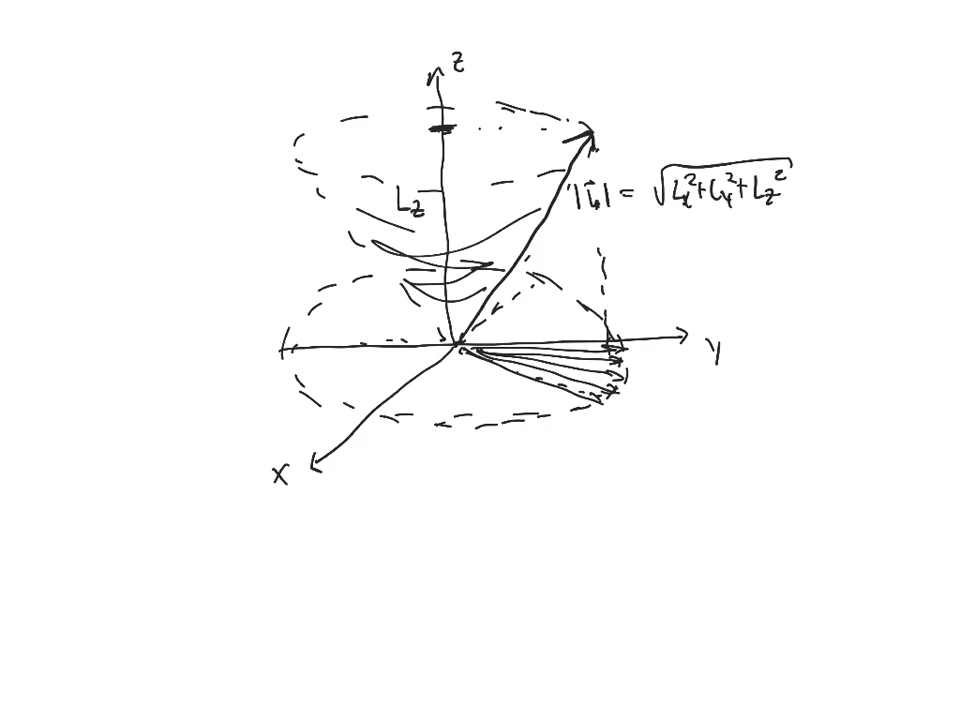 z
|L⃗| = √(Lx²+Ly²+Lz²)
Lz
y
x